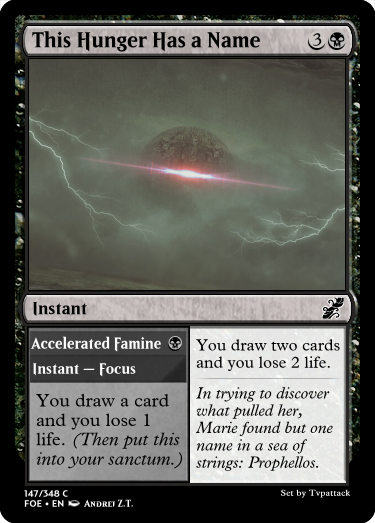 This Hunger Has a Name 3
Instant
Accelerated Famine
Instant — Focus
You draw a card
and you lose 1
life. (Then put this
into your sanctum.)
You draw two cards
and you lose 2 life.
In trying to discover
what pulled her,
Marie found but one
name in a sea of
strings: Prophellos.
147/348 C
FOE • EN Andrei Z.T.
Set by Tvpattack